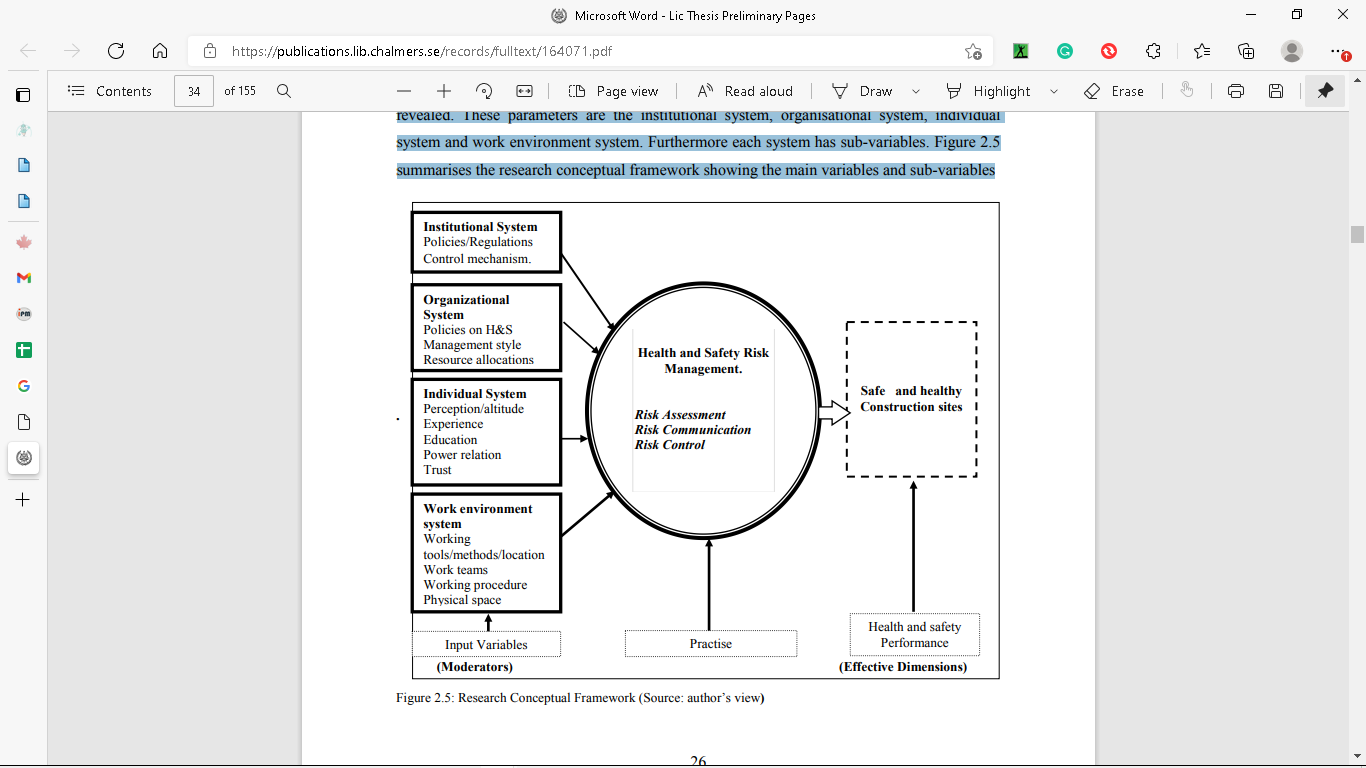 Microsoft Word - Lic Thesis Preliminary Pages
https://publications.lib.chalmers.se/records/fulltext/164071.pdf
Contents
34
of 155
Page view
Read aloud
Draw
Highlight
Erase
revealed. These parameters are the institutional system, organisational system, individual
system and work environment system. Furthermore each system has sub-variables. Figure 2.5
summarises the research conceptual framework showing the main variables and sub-variables
Institutional System
Policies/Regulations
Control mechanism.
Organizational
System
Policies on H&S
Management style
Resource allocations
Individual System
Perception/altitude
Experience
Education
Power relation
Trust
Work environment
system
Working
tools/methods/location
Work teams
Working procedure
Physical space
Health and Safety Risk
Management.
Risk Assessment
Risk Communication
Risk Control
Safe and healthy
Construction sites
Input Variables
(Moderators)
Practise
Health and safety
Performance
(Effective Dimensions)
Figure 2.5: Research Conceptual Framework (Source: author's view)
26